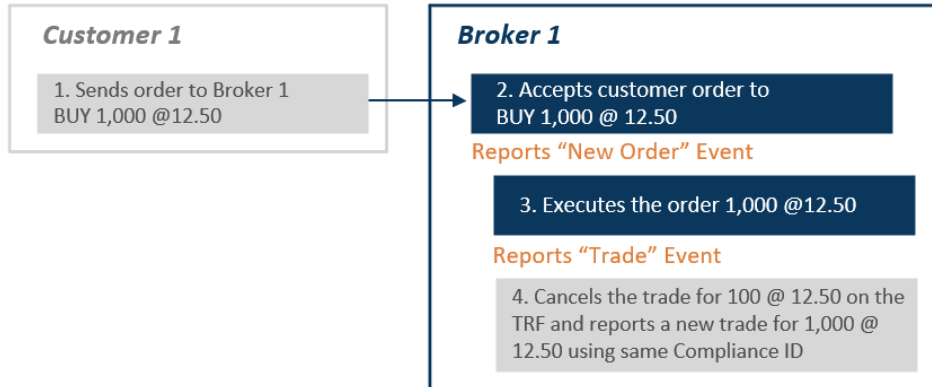 Customer 1
1. Sends order to Broker 1
BUY 1,000 @12.50
Broker 1
2. Accepts customer order to
BUY 1,000 @ 12.50
Reports “New Order” Event
3. Executes the order 1,000 @12.50
Reports “Trade” Event
4. Cancels the trade for 100 @ 12.50 on the
TRF and reports a new trade for 1,000 @
12.50 using same Compliance ID